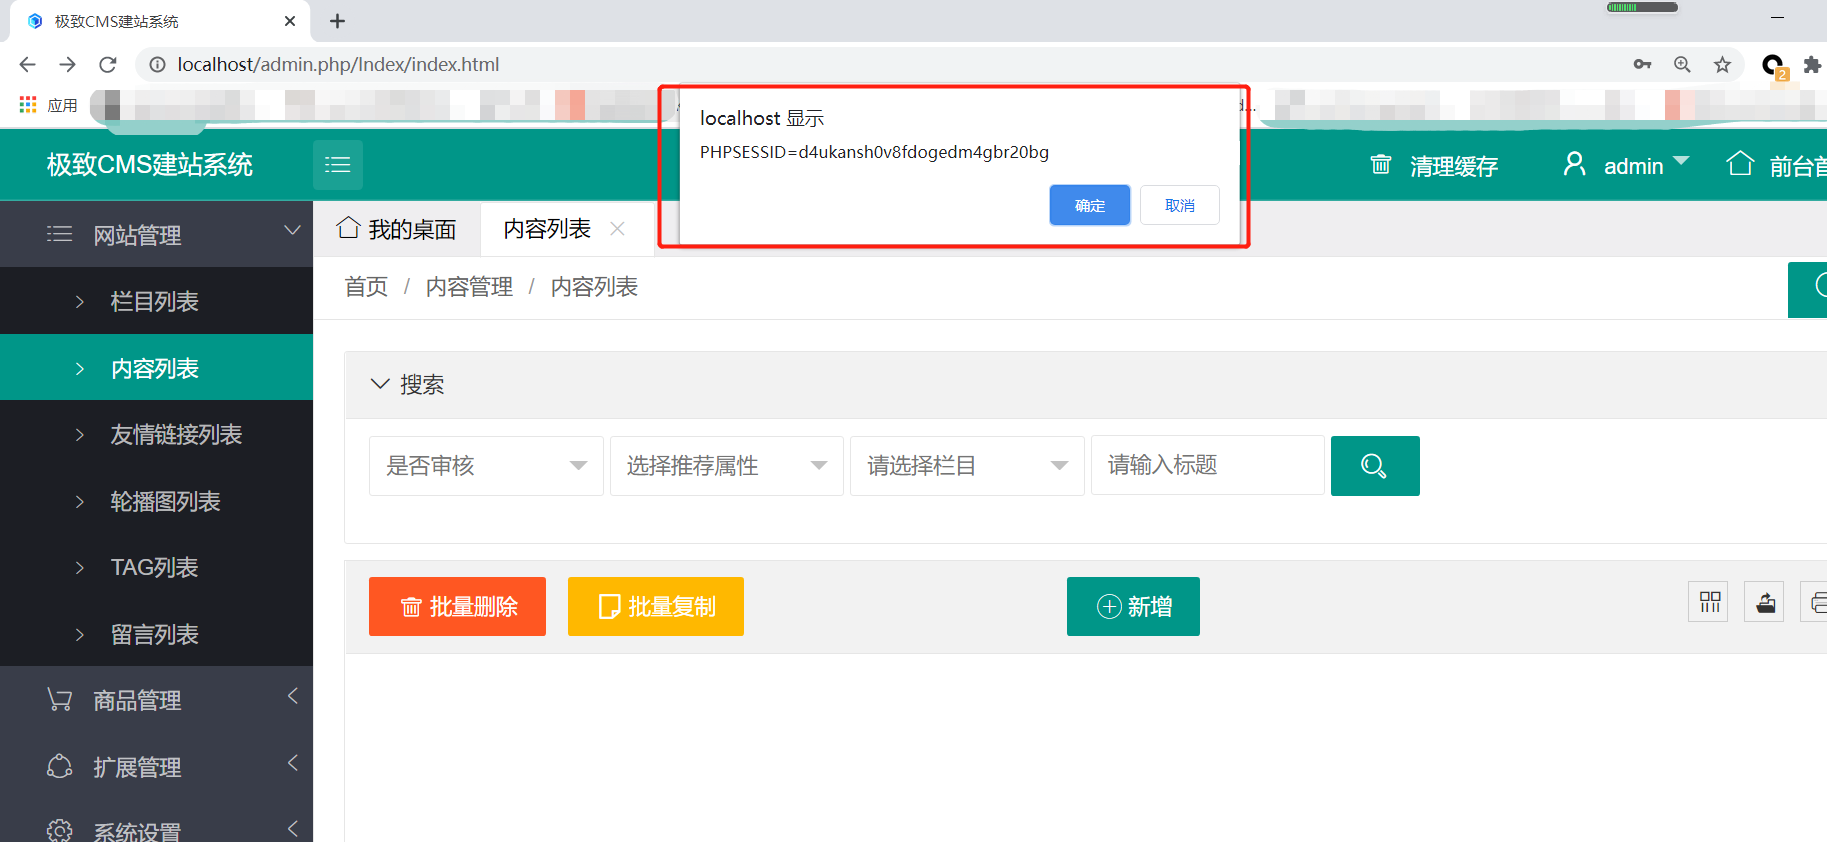 极致CMS建站系统
localhost/admin.php/Index/index.html
2
应用
d...
localhost 显示
PHPSESSID=d4ukansh0v8fdogedm4gbr20bg
确定
取消
极致CMS建站系统
清理缓存
admin
前台首
网站管理
我的桌面
内容列表
首页 / 内容管理 / 内容列表
栏目列表
内容列表
搜索
友情链接列表
是否审核
选择推荐属性
请选择栏目
请输入标题
轮播图列表
TAG列表
批量删除
批量复制
新增
留言列表
商品管理
扩展管理
系统设置